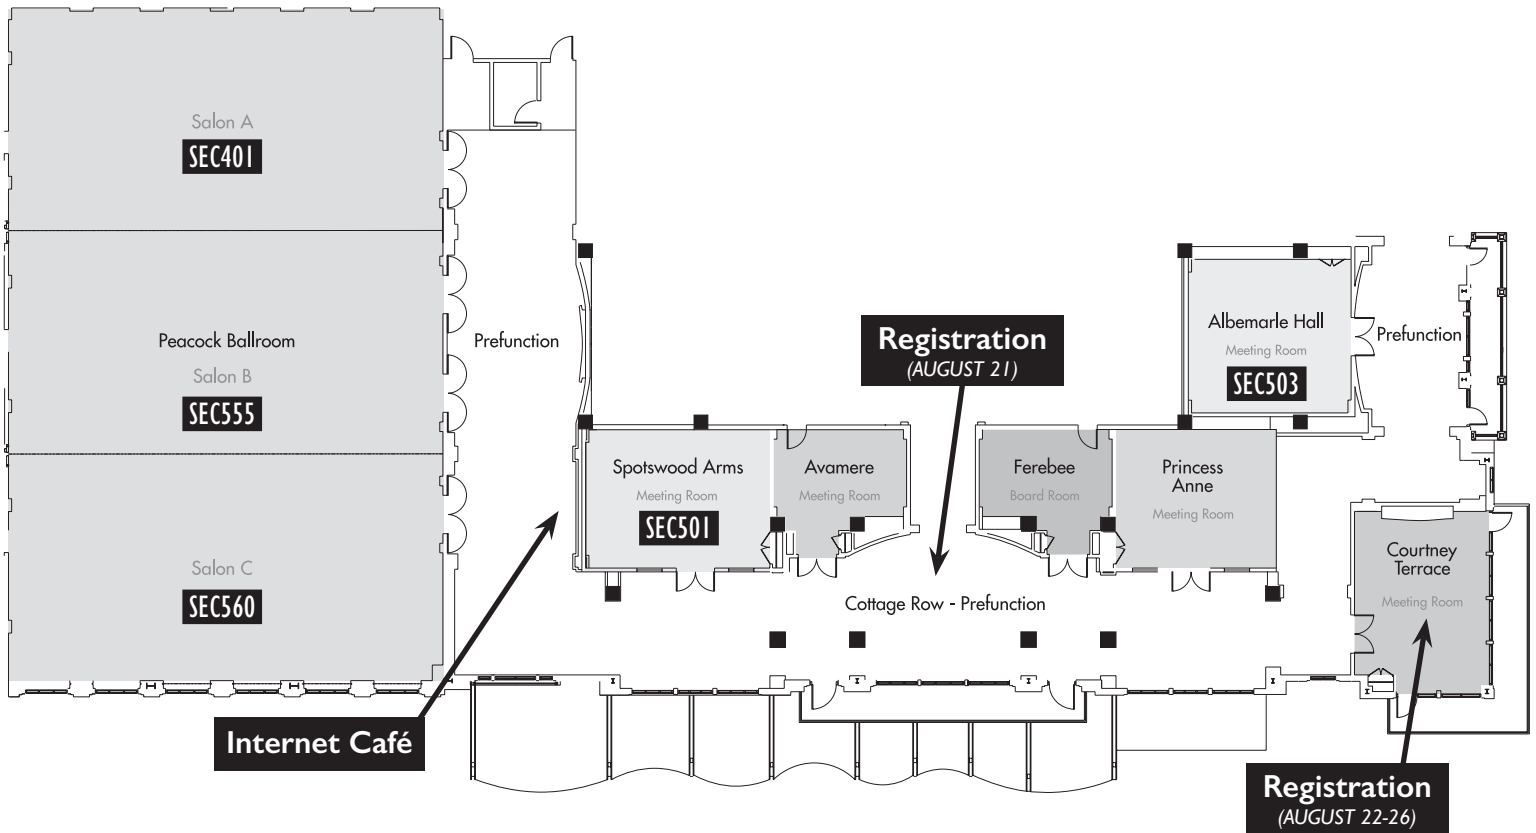 Salon A
SEC401
Peacock Ballroom
Salon B
SEC555
Salon C
SEC560
Prefunction
Internet Café
Spotswood Arms
Meeting Room
SEC501
Avamere
Meeting Room
Registration
(AUGUST 21)
Cottage Row - Prefunction
Ferebee
Board Room
Princess
Anne
Meeting Room
Albemarle Hall
Meeting Room
SEC503
Prefunction
Courtney
Terrace
Meeting Room
Registration
(AUGUST 22-26)